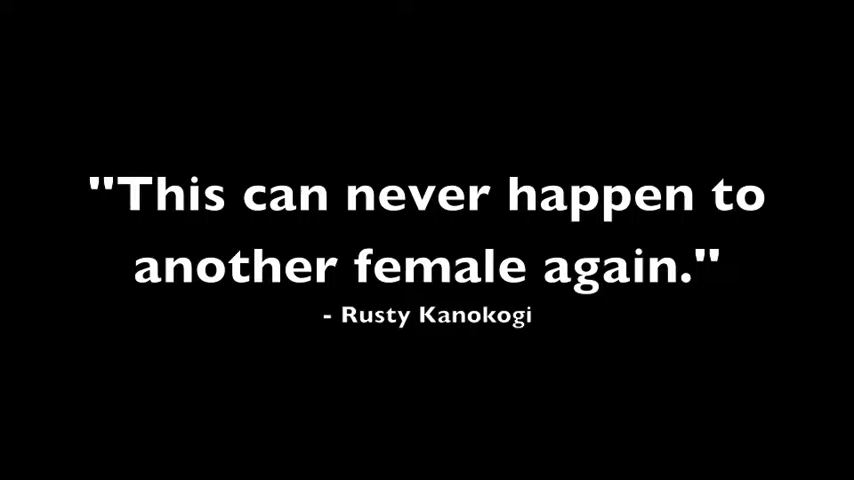 "This can never happen to
another female again."
- Rusty Kanokogi